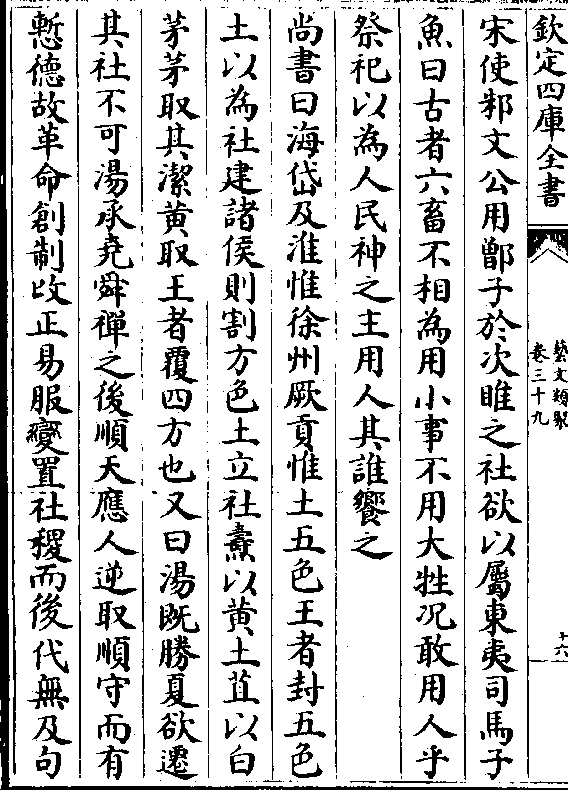 欽定四庫全書
藝文類聚
卷三十九
十六
宋使邾文公用鄫子於次睢之社欲以屬東夷司馬子
魚曰古者六畜不相為用小事不用大牲况敢用人乎
祭祀以為人民神之主用人其誰饗之
尚書曰海岱及淮惟徐州厥貢惟土五色王者封五色
土以為社建諸侯則割方色土立社燾以黄土苴以白
茅茅取其潔黄取王者覆四方也又曰湯既勝夏欲遷
其社不可湯承堯舜禪之後順天應人逆取順守而有
慙德故革命創制改正易服變置社稷而後代無及句